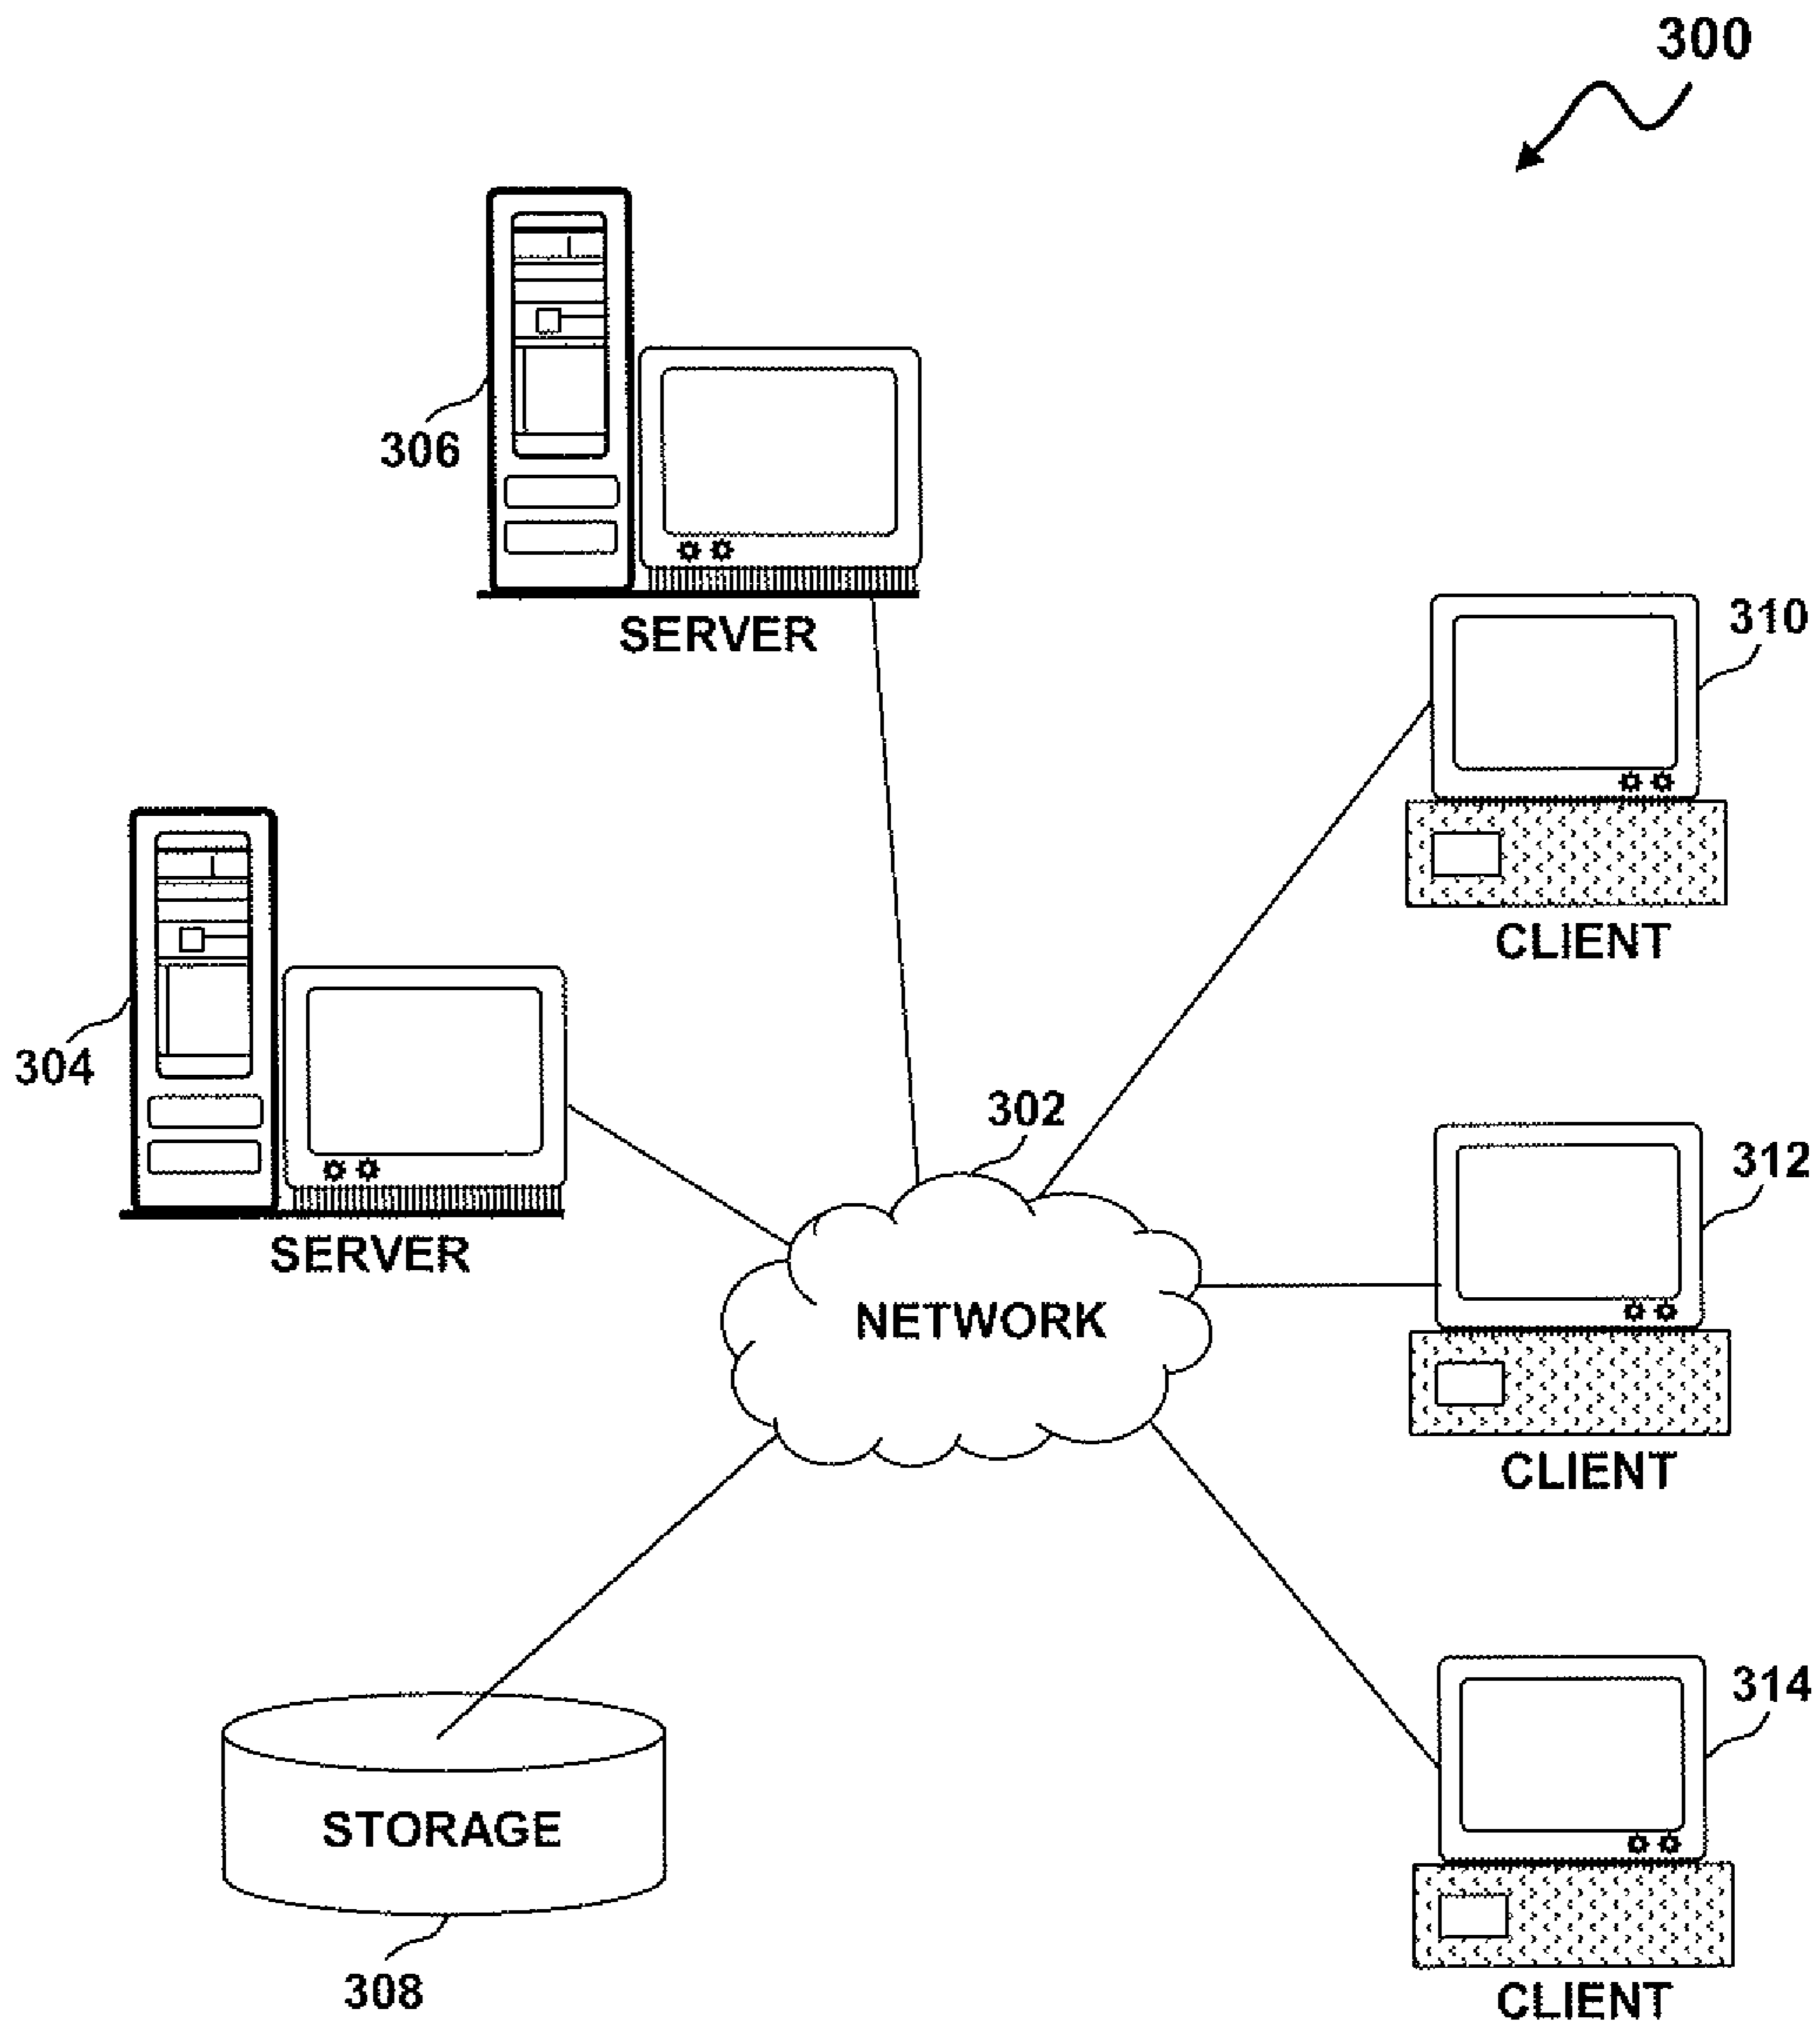 300
306
SERVER
310
CLIENT
304
SERVER
302
NETWORK
312
CLIENT
314
CLIENT
STORAGE
308